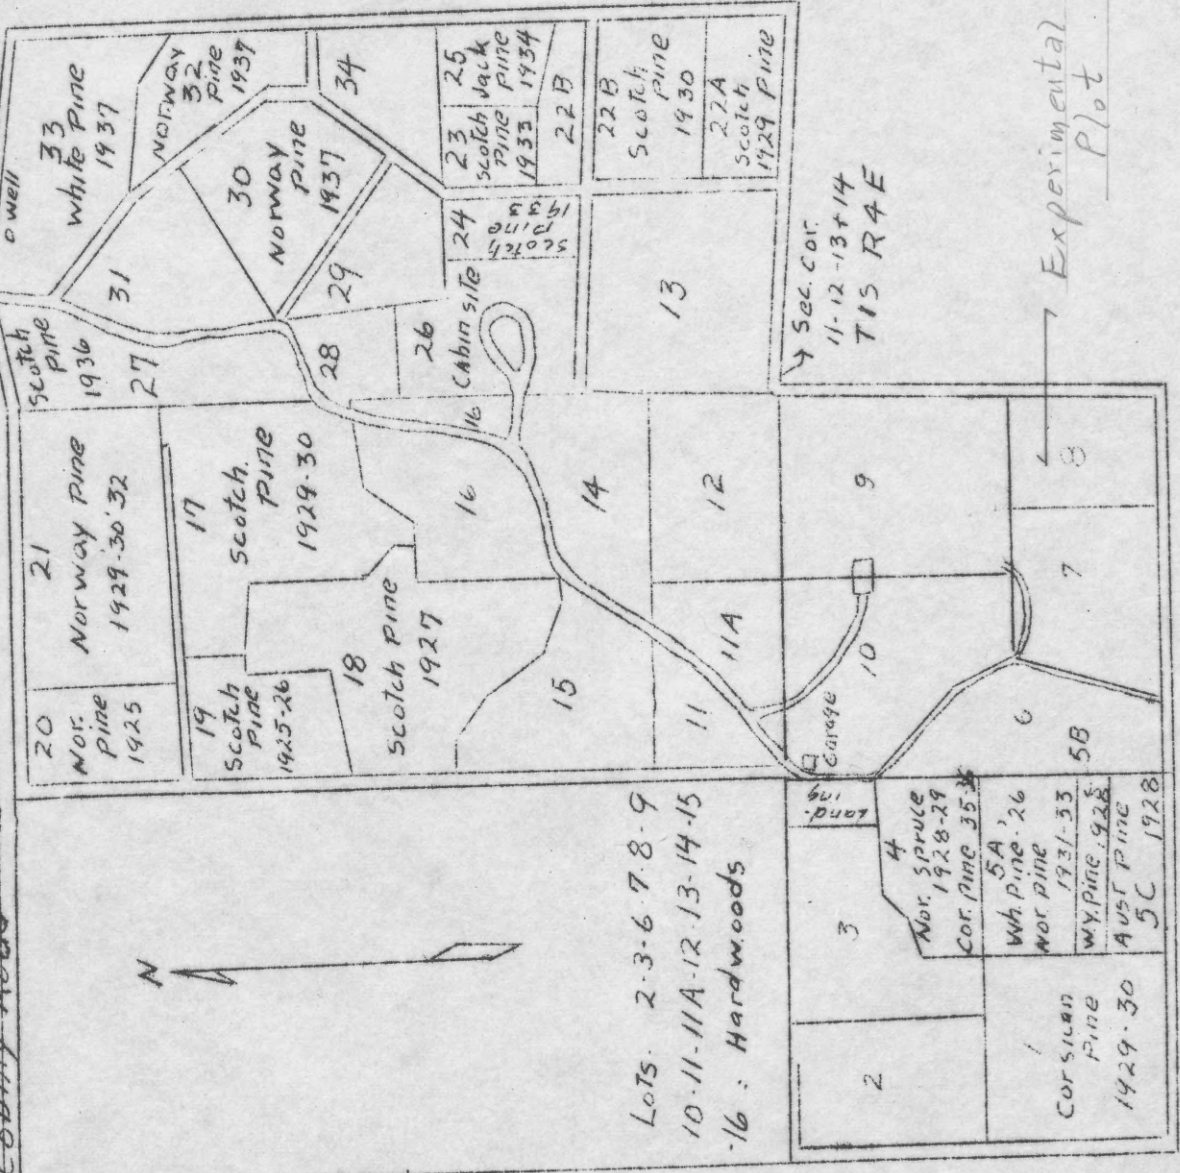 o well
33
White Pine
1937
Norway
32
Pine
1937
34
30
Norway
Pine
1937
31
29
Scotch
Pine
1936
27
28
26
Cabin Site
24
Scotch
Pine
1933
23
Scotch
Pine
1933
25
Jack
Pine
1934
22B
22B
Scotch
Pine
1930
22A
Scotch
1929 Pine
13
Sec. Cor.
11-12-13+14
T1S R4E
Experimental
Plot
20
Nor.
Pine
1925
21
Norway Pine
1929-30-32
17
Scotch
Pine
1929-30
19
Scotch
Pine
1925-26
18
Scotch Pine
1927
16
16
14
15
12
11A
11
9
10
Garage
8
7
6
5B
N
Lots. 2-3-6-7-8-9
10-11-11A-12-13-14-15
-16: Hardwoods
Land-
ing
3
2
4
Nor. Spruce
1928-29
Cor. Pine 35-36
5A
Wh. Pine-26
Nor. Pine
1931-33
Aust Pine
5C 1928
1
Corsican
Pine
1929-30